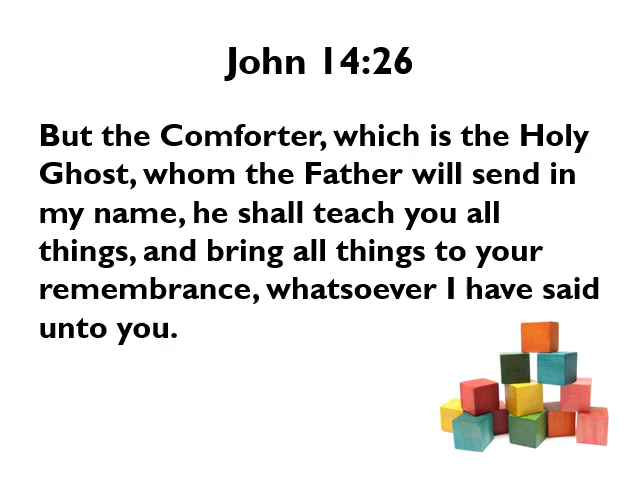 John 14:26
But the Comforter, which is the Holy
Ghost, whom the Father will send in
my name, he shall teach you all
things, and bring all things to your
remembrance, whatsoever I have said
unto you.